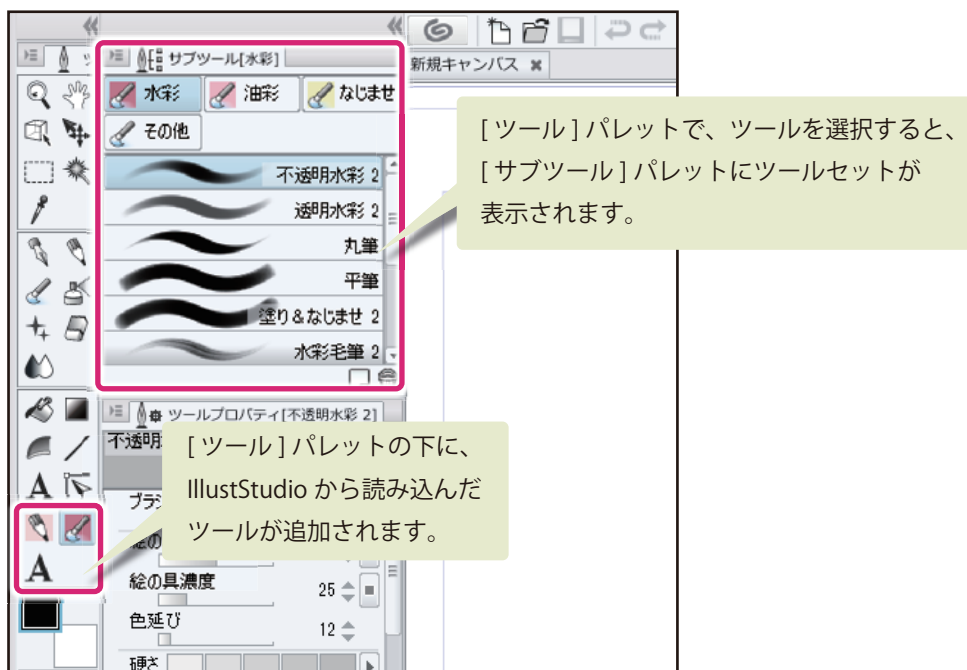 サブツール[水彩]
新規キャンバス
水彩
油彩
なじませ
その他
不透明水彩 2
透明水彩 2
丸筆
平筆
塗り&なじませ 2
水彩毛筆 2
[ツール]パレットで、ツールを選択すると、
[サブツール]パレットにツールセットが
表示されます。
ツールプロパティ[不透明水彩 2]
不透明
[ツール]パレットの下に、
IllustStudio から読み込んだ
ツールが追加されます。
絵の具濃度 25
色延び 12
硬さ